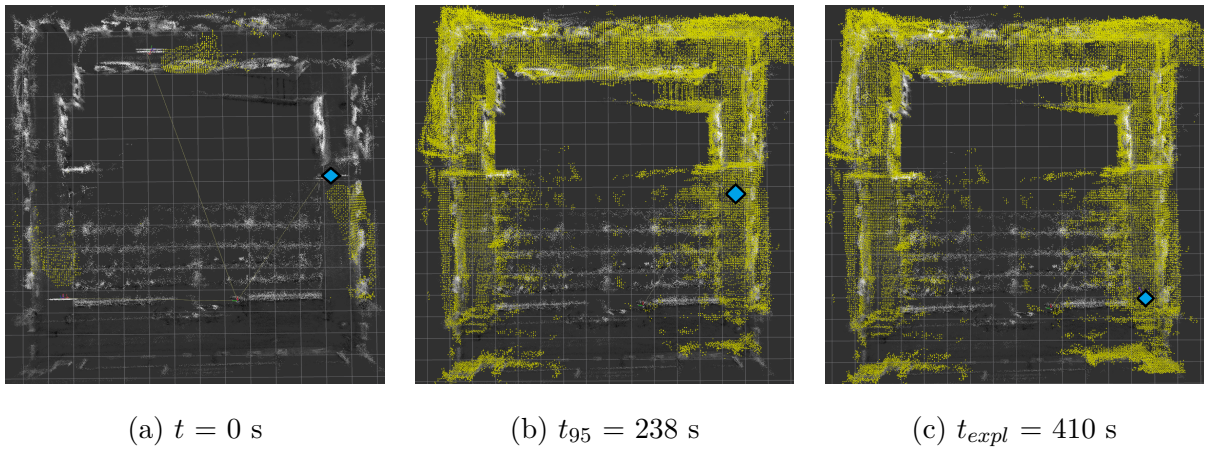 (a) t = 0 s
(b) t₉₅ = 238 s
(c) tₑₓₚₗ = 410 s